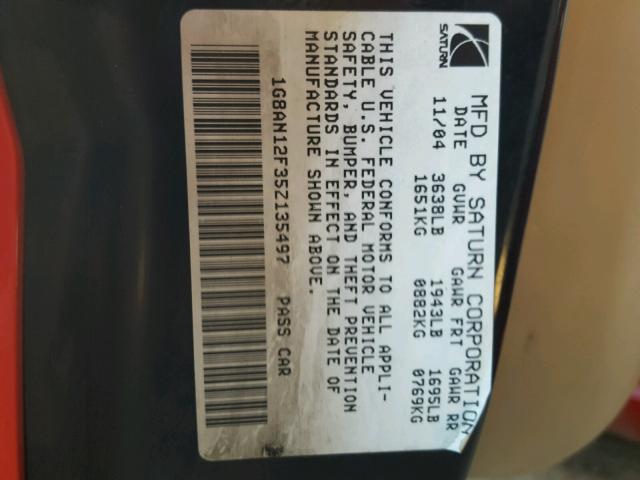 SATURN
MFD BY SATURN CORPORATION
DATE GVWR GAWR FRT GAWR RR
11/04 3638LB 1943LB 1695LB
1651KG 0882KG 0769KG
THIS VEHICLE CONFORMS TO ALL APPLI-
CABLE U.S. FEDERAL MOTOR VEHICLE
SAFETY, BUMPER, AND THEFT PREVENTION
STANDARDS IN EFFECT ON THE DATE OF
MANUFACTURE SHOWN ABOVE.
1G8AN12F35Z135497 PASS CAR